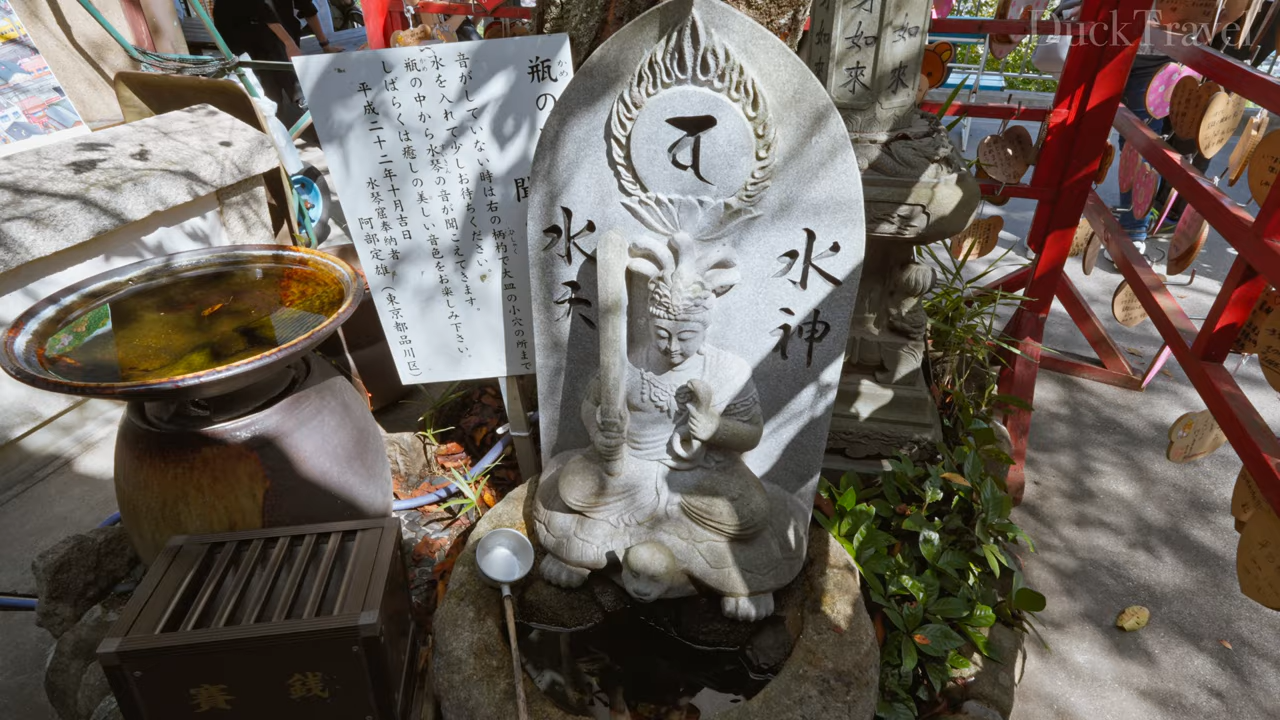 DuckTravel
瓶の
聞
音がしていない時は右の柄杓で大皿の小穴の所まで
水を入れて少しお待ちください。
瓶の中から水琴の音が聞こえてきます。
しばらくは癒しの美しい音色をお楽しみ下さい。
平成二十二年十月吉日
水琴窟奉納者
阿部定雄(東京都品川区)
水神
水天
如來
如來
賽銭